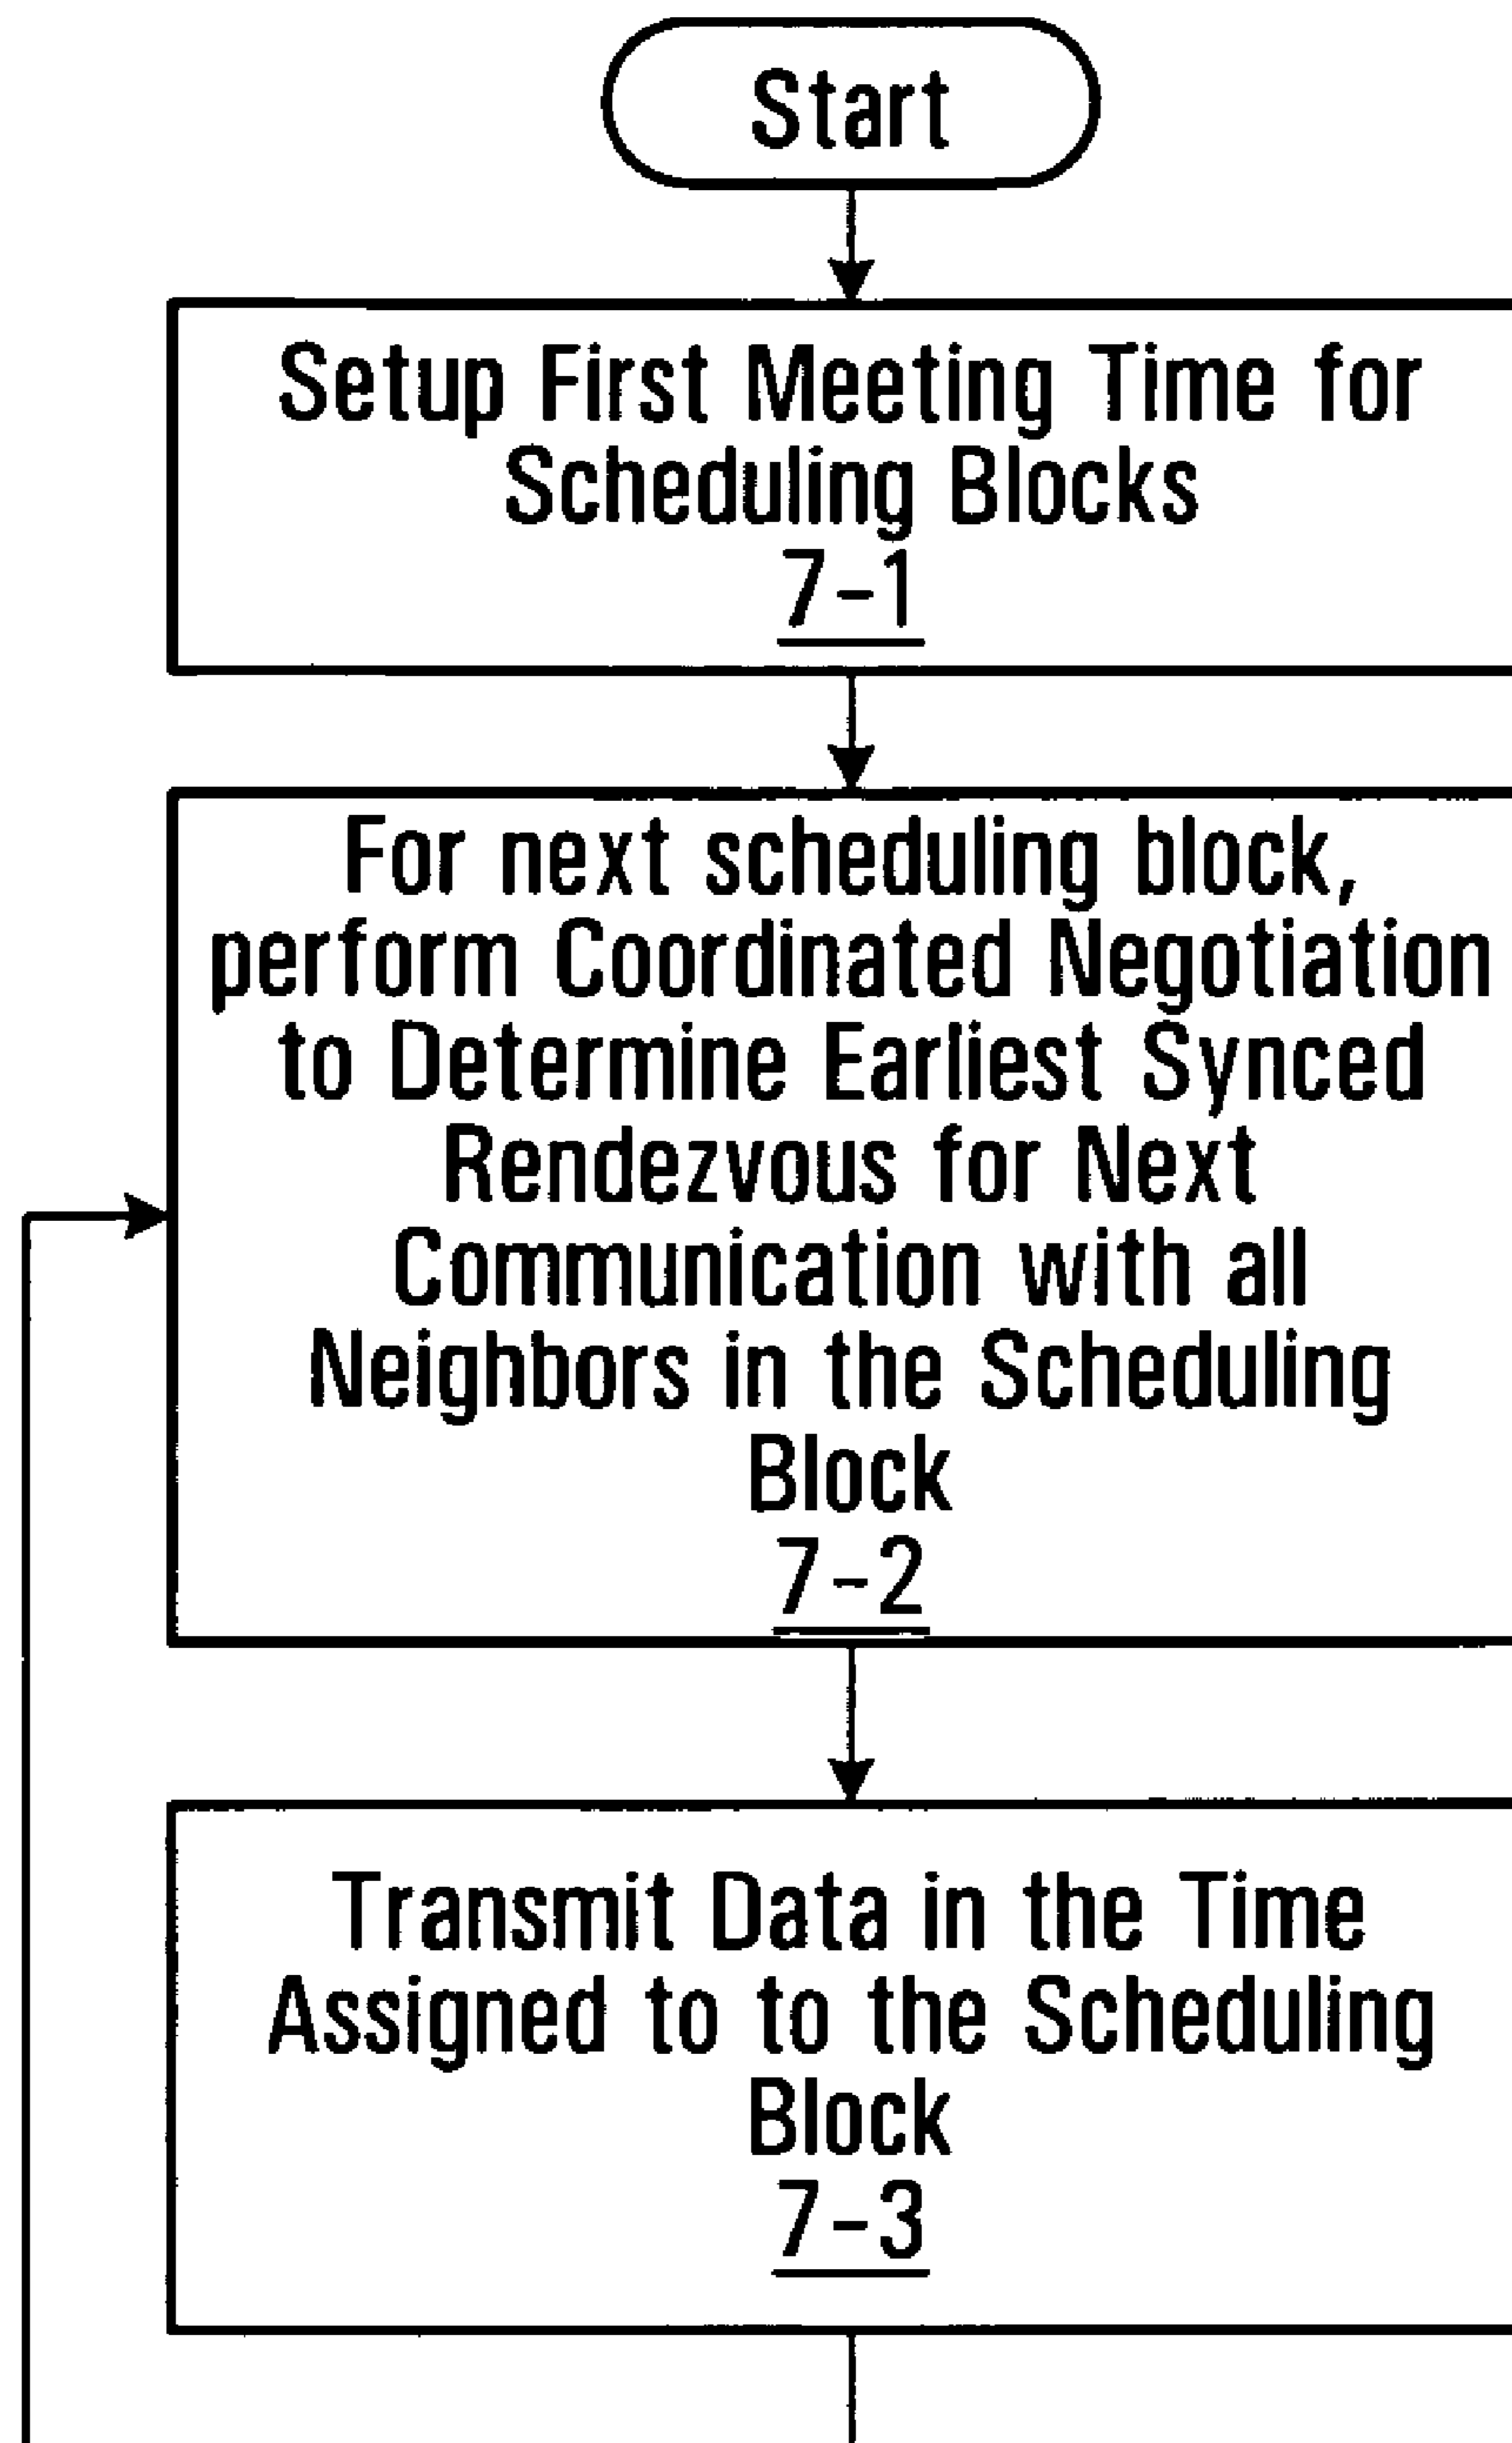 Start
Setup First Meeting Time for
Scheduling Blocks
7-1
For next scheduling block,
perform Coordinated Negotiation
to Determine Earliest Synced
Rendezvous for Next
Communication with all
Neighbors in the Scheduling
Block
7-2
Transmit Data in the Time
Assigned to to the Scheduling
Block
7-3